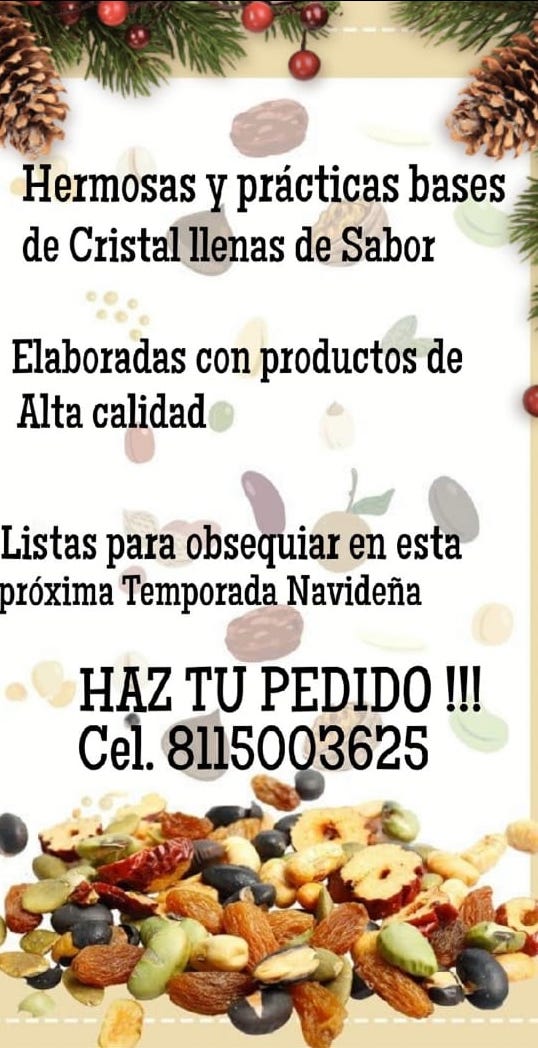 Hermosas y prácticas bases
de Cristal llenas de Sabor
Elaboradas con productos de
Alta calidad
Listas para obsequiar en esta
próxima Temporada Navideña
HAZ TU PEDIDO !!!
Cel. 8115003625